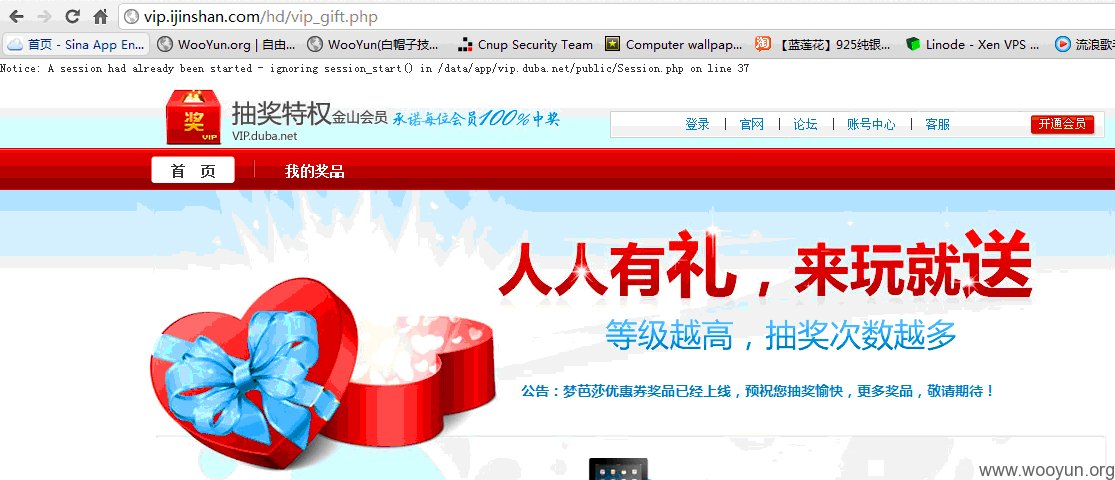 vip.ijinshan.com/hd/vip_gift.php
首页 - Sina App En... WooYun.org | 自由... WooYun(白帽子技... Cnup Security Team Computer wallpap... 【蓝莲花】925纯银... Linode - Xen VPS ... 流浪歌手
Notice: A session had already been started - ignoring session_start() in /data/app/vip.duba.net/public/Session.php on line 37
奖 VIP 抽奖特权金山会员 承诺每位会员100%中奖
VIP.duba.net
登录 | 官网 | 论坛 | 账号中心 | 客服 开通会员
首 页 我的奖品
人人有礼，来玩就送
等级越高，抽奖次数越多
公告：梦芭莎优惠券奖品已经上线，预祝您抽奖愉快，更多奖品，敬请期待！
www.wooyun.org